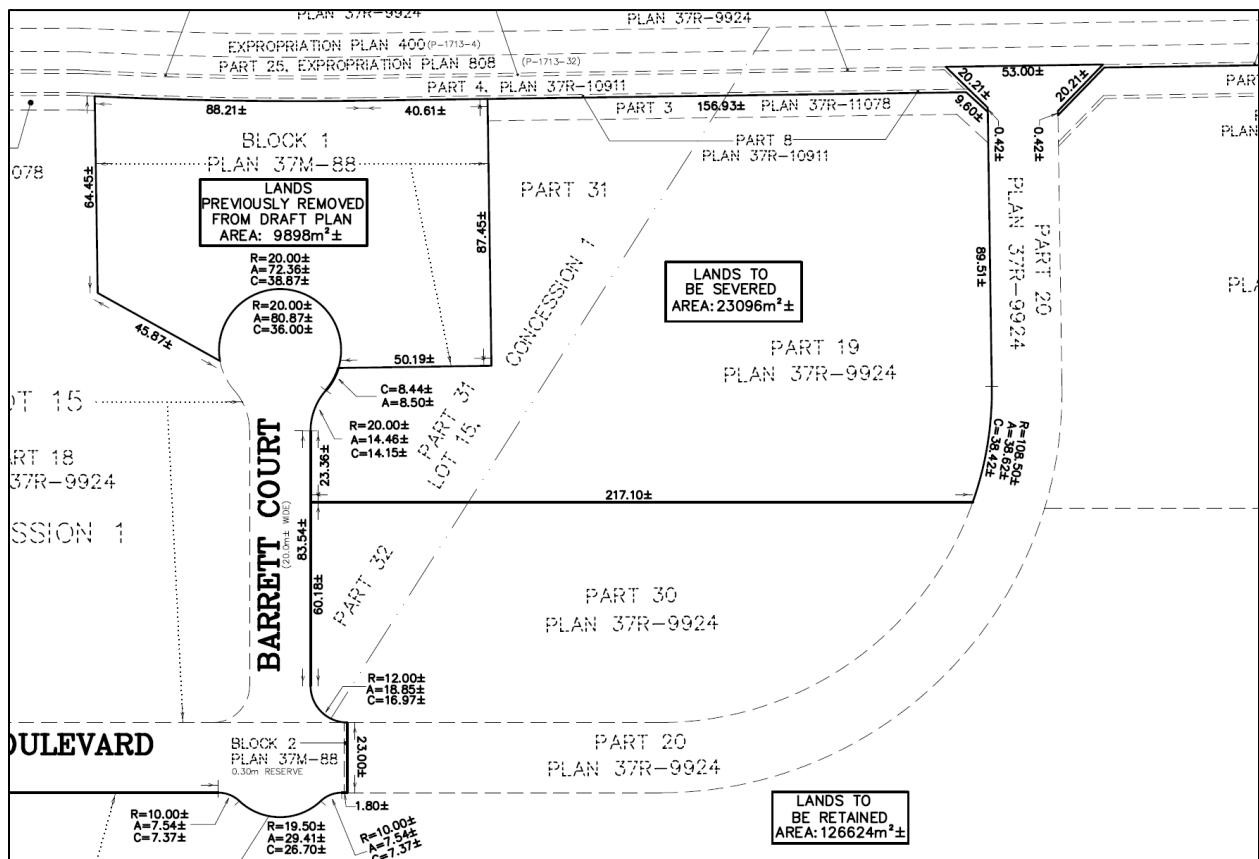 PLAN 37R-9924
PLAN 37R-9924
EXPROPRIATION PLAN 400 (P-1713-4)
PART 25, EXPROPRIATION PLAN 808 (P-1713-32)
PART 4, PLAN 37R-10911
88.21±
40.61±
PART 3
156.93±
PLAN 37R-11078
PART 8
PLAN 37R-10911
20.21±
53.00±
20.21±
9.60±
0.42±
0.42±
PAR
PLAN
078
64.45±
BLOCK 1
PLAN 37M-88
LANDS
PREVIOUSLY REMOVED
FROM DRAFT PLAN
AREA: 9898m²±
R=20.00±
A=72.36±
C=38.87±
R=20.00±
A=80.87±
C=36.00±
45.87±
87.45±
50.19±
PART 31
CONCESSION 1
LANDS TO
BE SEVERED
AREA: 23096m²±
PART 19
PLAN 37R-9924
89.51±
PART 20
PLAN 37R-9924
PLA
C=8.44±
A=8.50±
R=20.00±
A=14.46±
C=14.15±
PART 31
LOT 15,
R=108.50±
A=38.62±
C=38.42±
OT 15
ART 18
37R-9924
SSION 1
BARRETT COURT
(20.0m± WIDE)
23.36±
83.54±
60.18±
217.10±
PART 32
PART 30
PLAN 37R-9924
R=12.00±
A=18.85±
C=16.97±
OULEVARD
BLOCK 2
PLAN 37M-88
0.30m RESERVE
23.00±
1.80±
PART 20
PLAN 37R-9924
R=10.00±
A=7.54±
C=7.37±
R=19.50±
A=29.41±
C=26.70±
R=10.00±
A=7.54±
C=7.37±
LANDS TO
BE RETAINED
AREA: 126624m²±